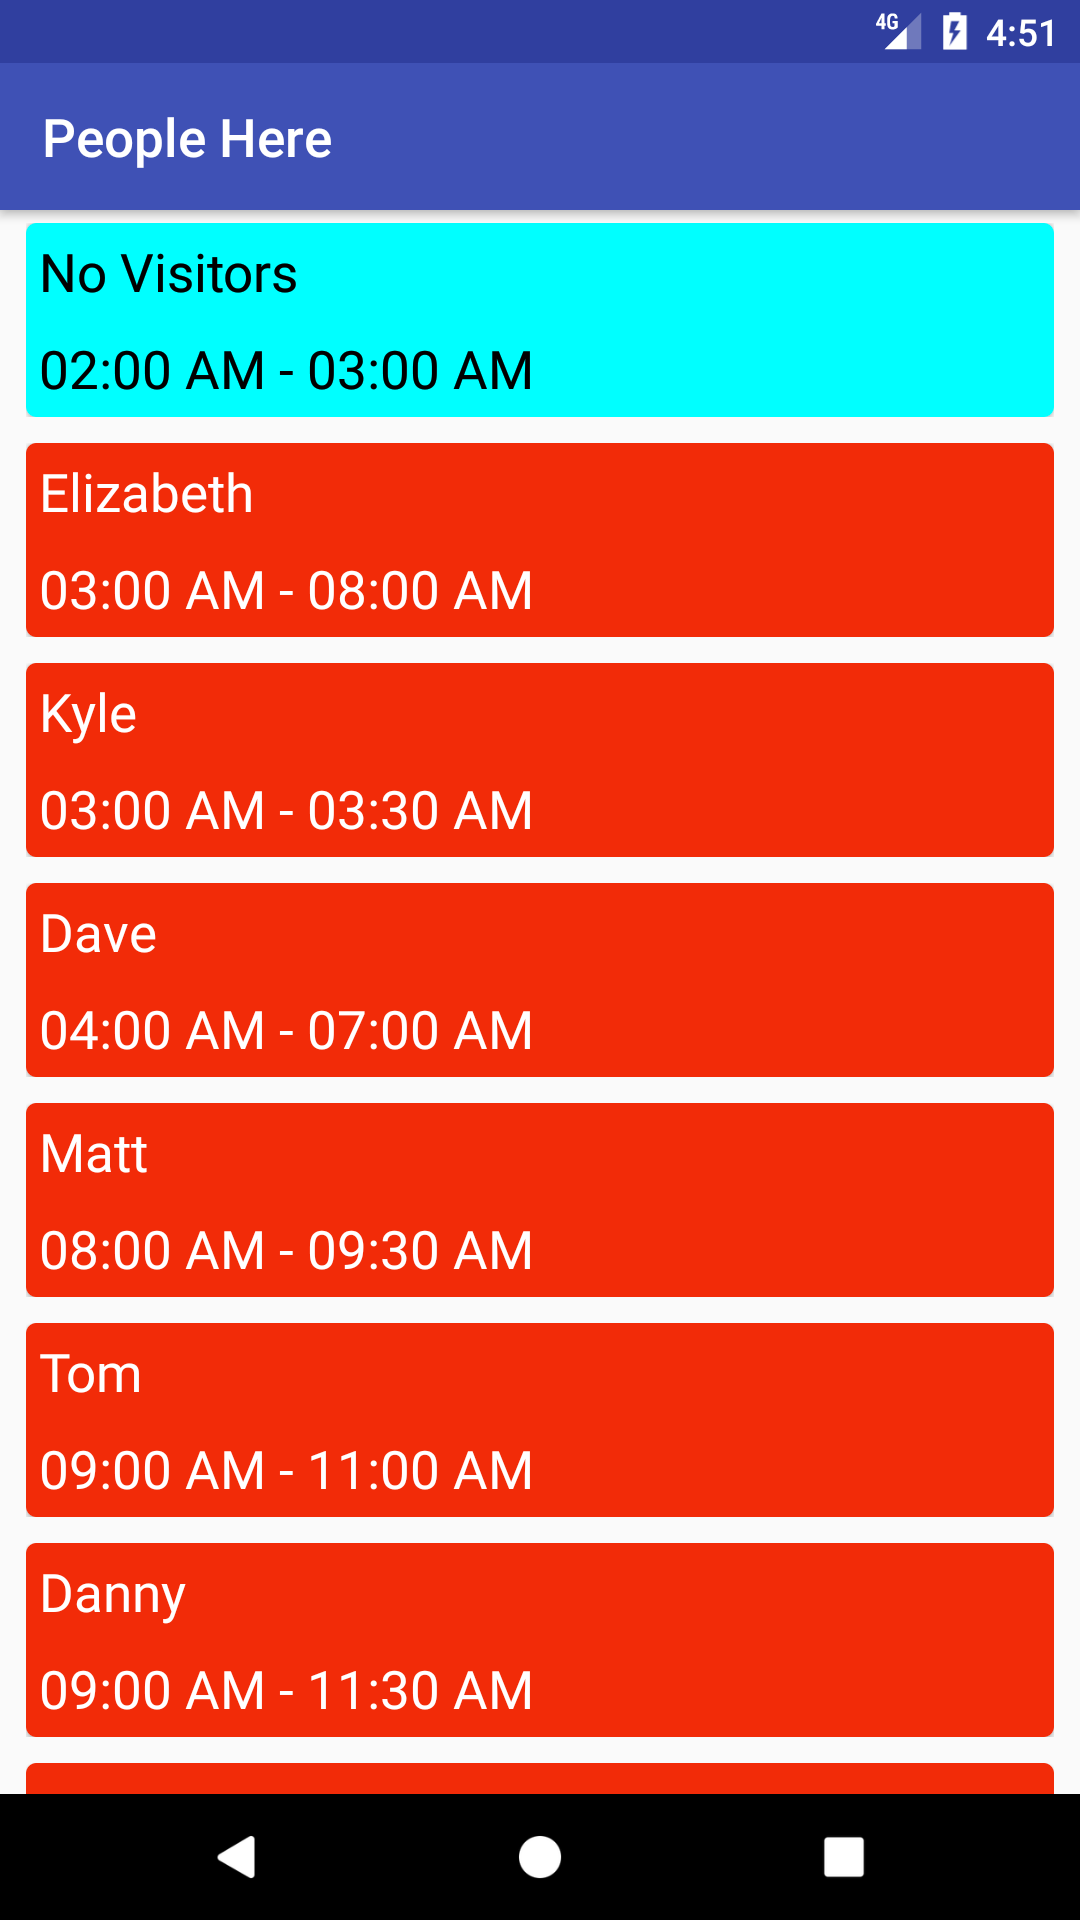 4G 4:51
People Here
No Visitors
02:00 AM - 03:00 AM
Elizabeth
03:00 AM - 08:00 AM
Kyle
03:00 AM - 03:30 AM
Dave
04:00 AM - 07:00 AM
Matt
08:00 AM - 09:30 AM
Tom
09:00 AM - 11:00 AM
Danny
09:00 AM - 11:30 AM